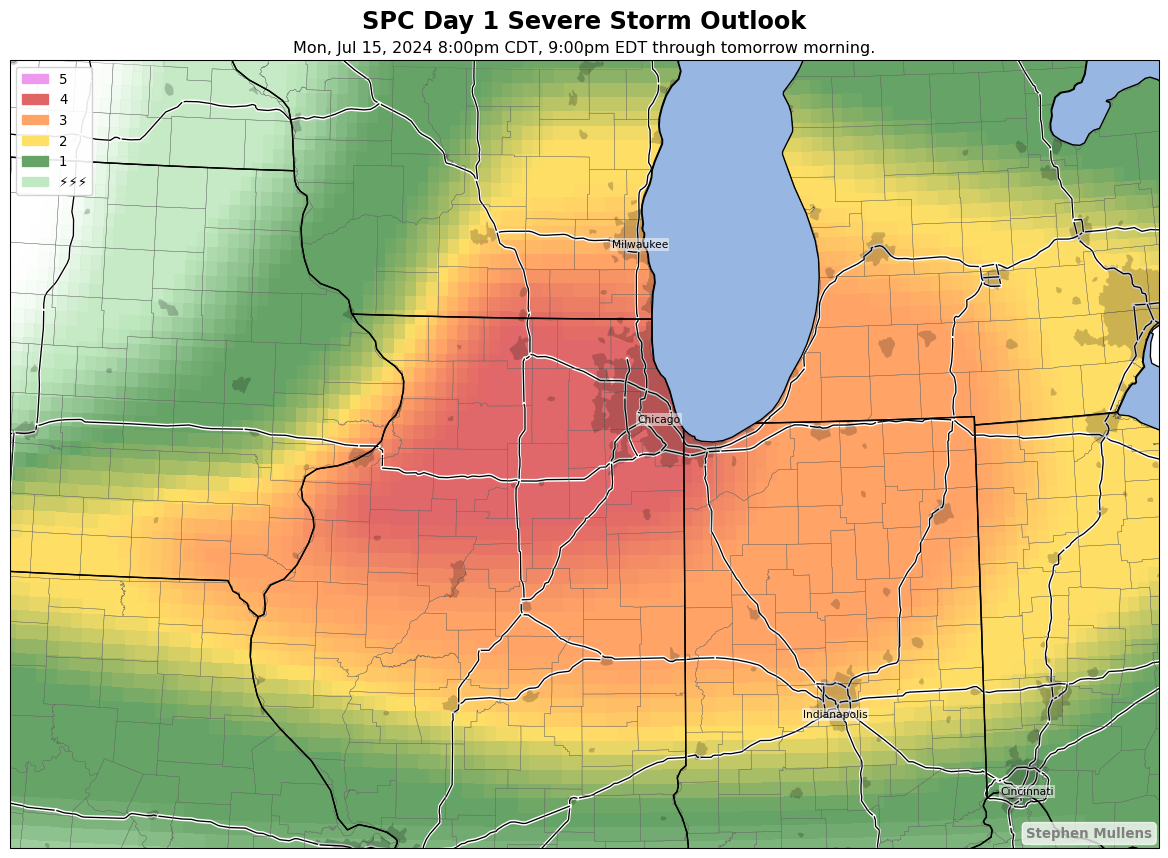 SPC Day 1 Severe Storm Outlook
Mon, Jul 15, 2024 8:00pm CDT, 9:00pm EDT through tomorrow morning.
5
4
3
2
1
⚡⚡⚡
Milwaukee
Chicago
Indianapolis
Cincinnati
Stephen Mullens